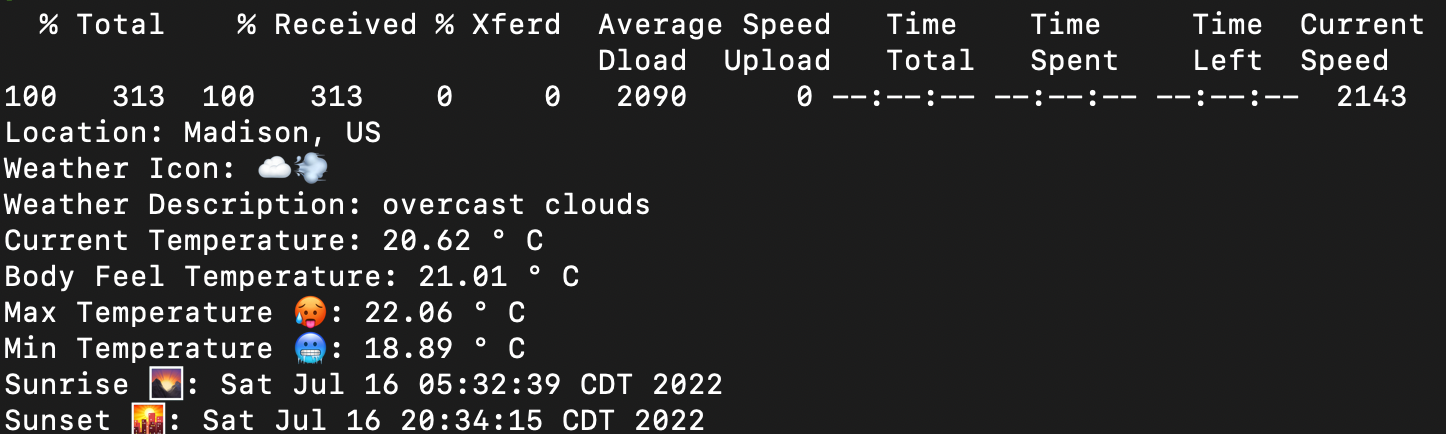 % Total % Received % Xferd Average Speed Time Time Time Current
Dload Upload Total Spent Left Speed
100 313 100 313 0 0 2090 0 --:--:-- --:--:-- --:--:-- 2143
Location: Madison, US
Weather Icon: ☁️💨
Weather Description: overcast clouds
Current Temperature: 20.62 ° C
Body Feel Temperature: 21.01 ° C
Max Temperature 🥵: 22.06 ° C
Min Temperature 🥶: 18.89 ° C
Sunrise 🌄: Sat Jul 16 05:32:39 CDT 2022
Sunset 🌇: Sat Jul 16 20:34:15 CDT 2022